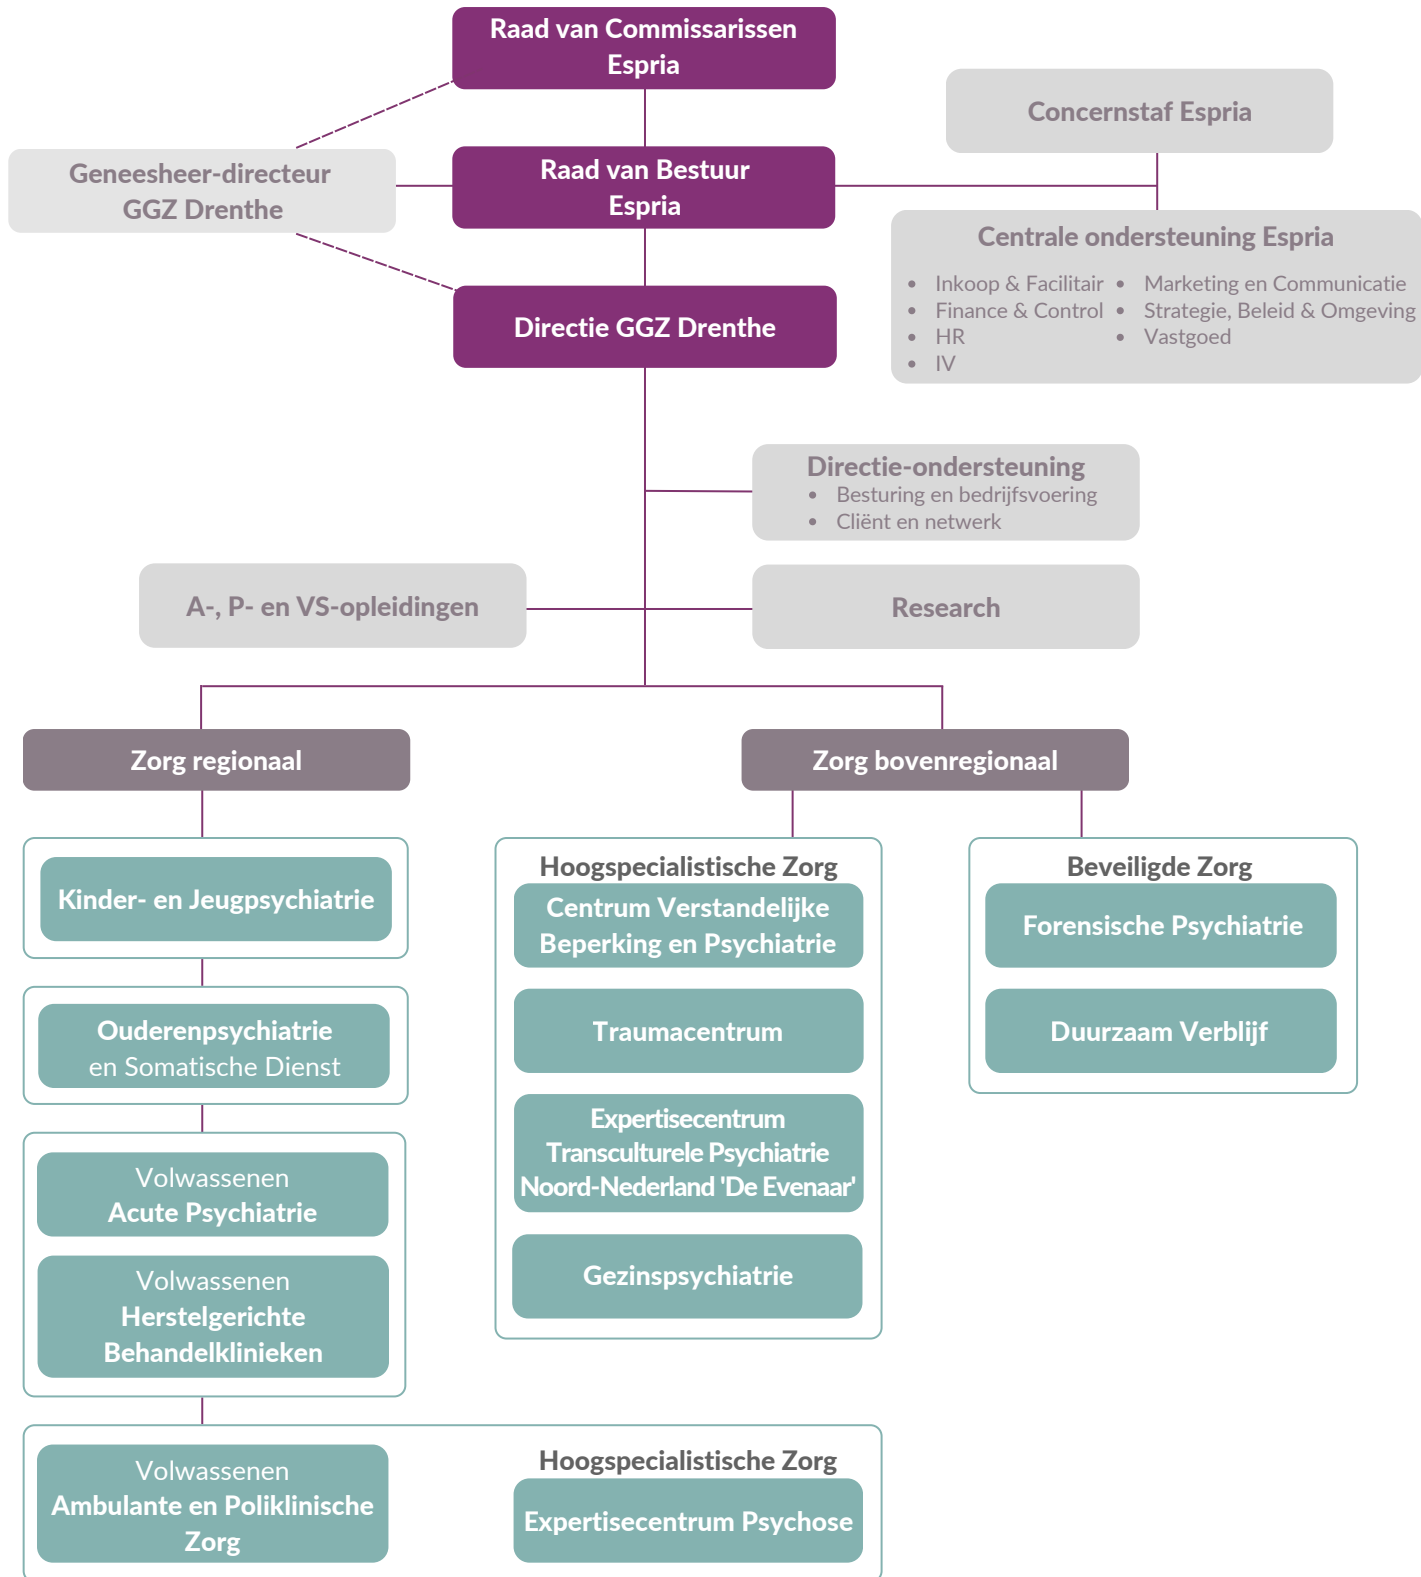 Raad van Commissarissen
Espria
Concernstaf Espria
Geneesheer-directeur
GGZ Drenthe
Raad van Bestuur
Espria
Centrale ondersteuning Espria
• Inkoop & Facilitair
• Finance & Control
• HR
• IV
• Marketing en Communicatie
• Strategie, Beleid & Omgeving
• Vastgoed
Directie GGZ Drenthe
Directie-ondersteuning
• Besturing en bedrijfsvoering
• Cliënt en netwerk
A-, P- en VS-opleidingen
Research
Zorg regionaal
Kinder- en Jeugpsychiatrie
Ouderenpsychiatrie
en Somatische Dienst
Volwassenen
Acute Psychiatrie
Volwassenen
Herstelgerichte
Behandelklinieken
Volwassenen
Ambulante en Poliklinische
Zorg
Zorg bovenregionaal
Hoogspecialistische Zorg
Centrum Verstandelijke
Beperking en Psychiatrie
Traumacentrum
Expertisecentrum
Transculturele Psychiatrie
Noord-Nederland 'De Evenaar'
Gezinspsychiatrie
Hoogspecialistische Zorg
Expertisecentrum Psychose
Beveiligde Zorg
Forensische Psychiatrie
Duurzaam Verblijf